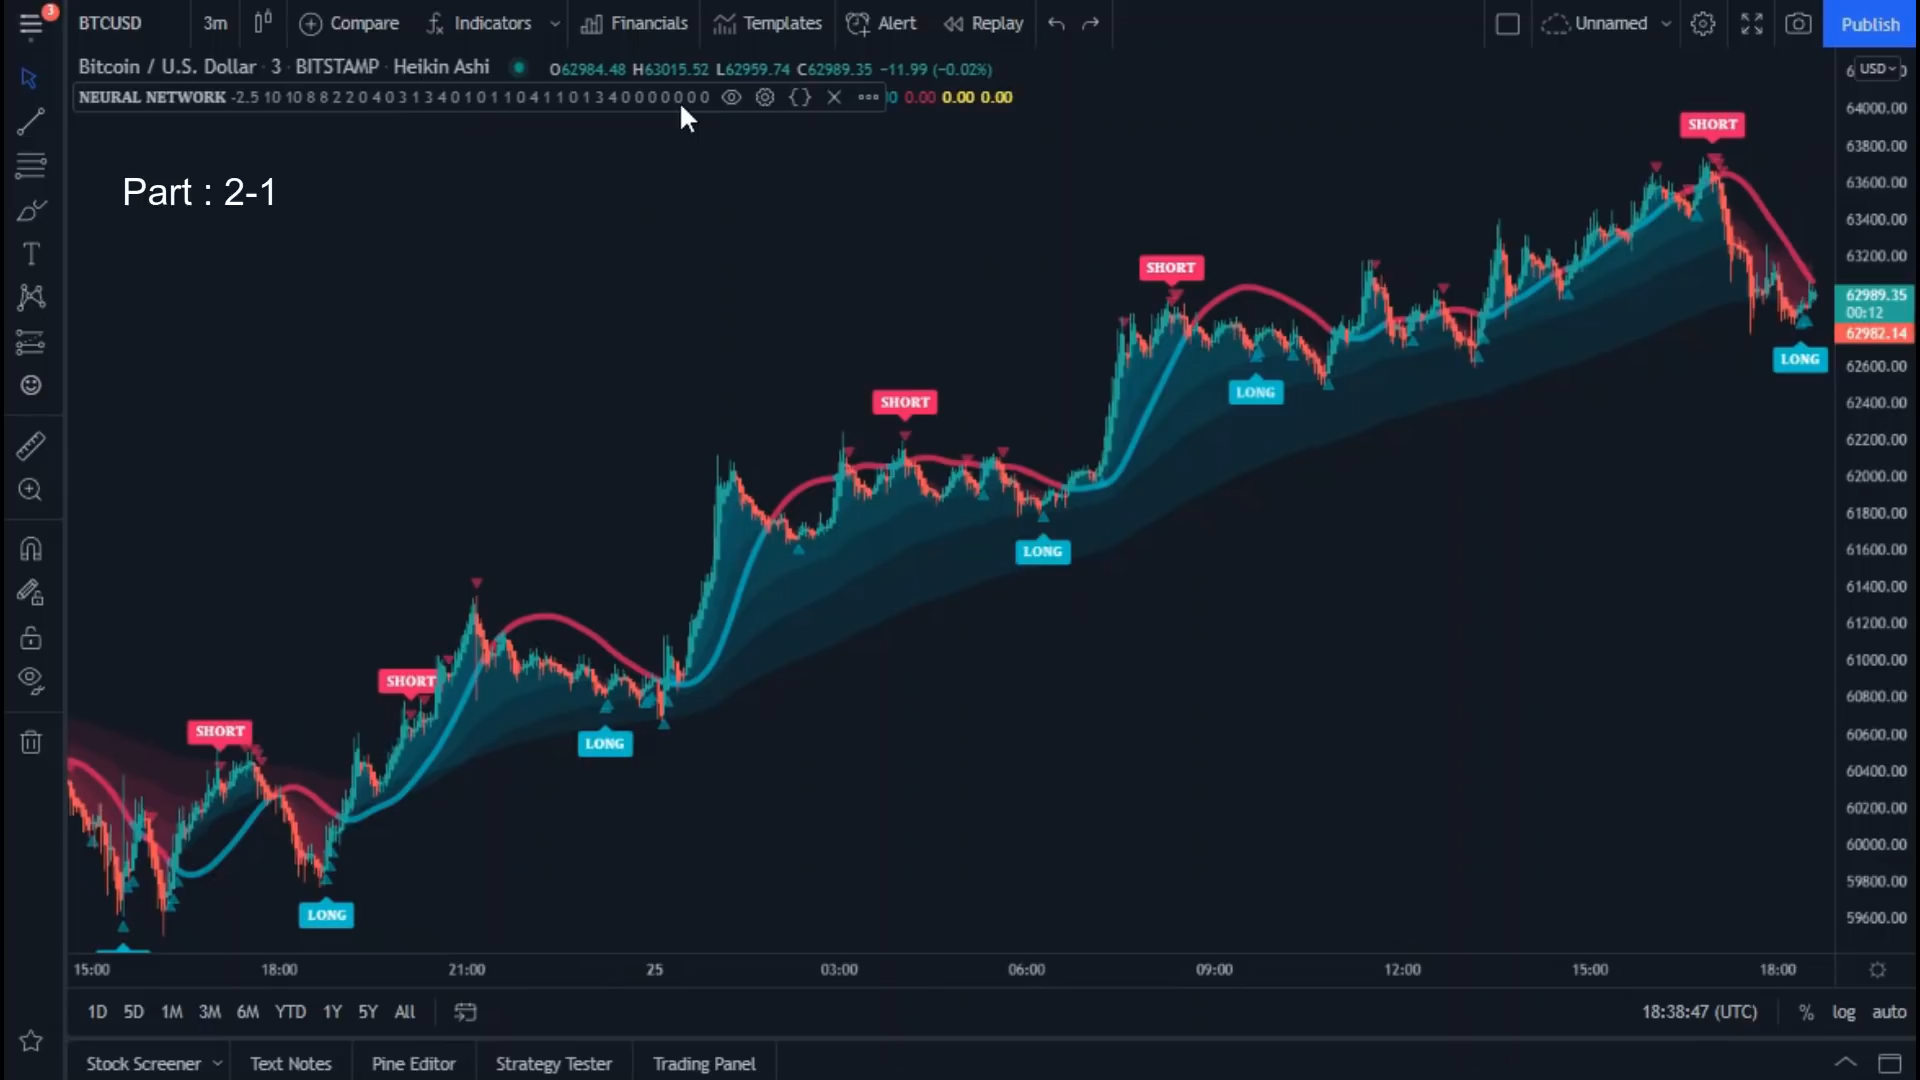 3
BTCUSD 3m Compare Indicators Financials Templates Alert Replay Unnamed Publish
Bitcoin / U.S. Dollar · 3 · BITSTAMP · Heikin Ashi O62984.48 H63015.52 L62959.74 C62989.35 −11.99 (−0.02%)
USD
NEURAL NETWORK -2.5 10 10 8 8 2 2 0 4 0 3 1 3 4 0 1 0 1 1 0 4 1 1 0 1 3 4 0 0 0 0 0 0 0 0.00 0.00 0.00
64000.00
SHORT
63800.00
Part : 2-1
63600.00
63400.00
63200.00
SHORT
62989.35
00:12
62982.14
LONG
62600.00
LONG
62400.00
SHORT
62200.00
62000.00
61800.00
LONG
61600.00
61400.00
61200.00
61000.00
SHORT
60800.00
SHORT
60600.00
LONG
60400.00
60200.00
60000.00
59800.00
LONG
59600.00
15:00 18:00 21:00 25 03:00 06:00 09:00 12:00 15:00 18:00
1D 5D 1M 3M 6M YTD 1Y 5Y All 18:38:47 (UTC) % log auto
Stock Screener Text Notes Pine Editor Strategy Tester Trading Panel